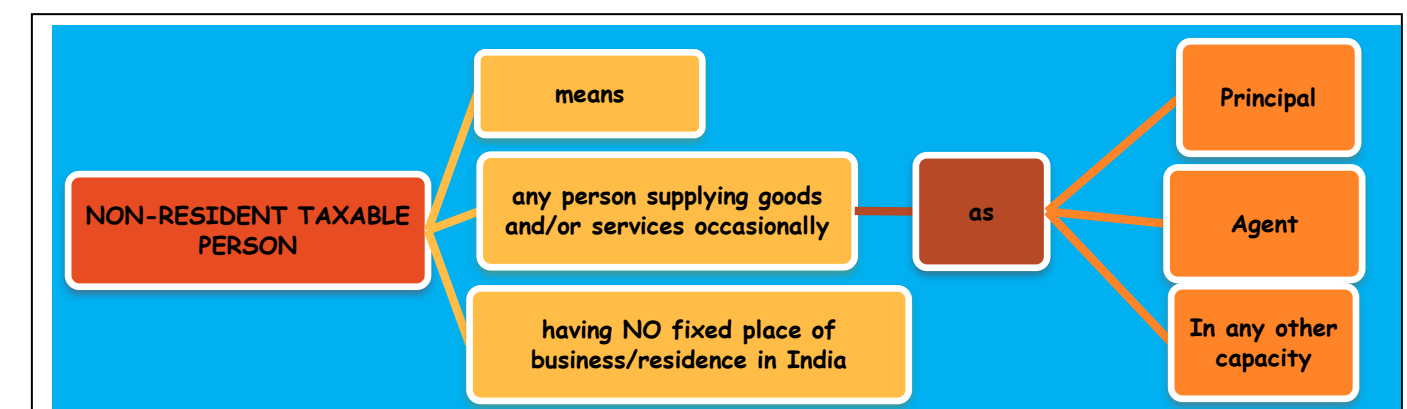 NON-RESIDENT TAXABLE
PERSON
means
any person supplying goods
and/or services occasionally
having NO fixed place of
business/residence in India
as
Principal
Agent
In any other
capacity